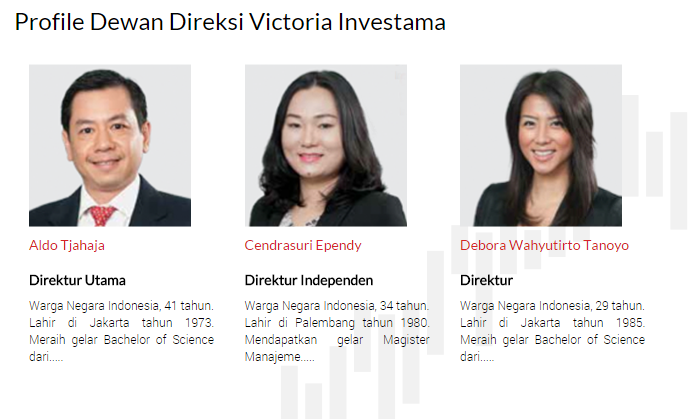 Profile Dewan Direksi Victoria Investama
Aldo Tjahaja
Direktur Utama
Warga Negara Indonesia, 41 tahun.
Lahir di Jakarta tahun 1973.
Meraih gelar Bachelor of Science
dari.....
Cendrasuri Ependy
Direktur Independen
Warga Negara Indonesia, 34 tahun.
Lahir di Palembang tahun 1980.
Mendapatkan gelar Magister
Manajeme.....
Debora Wahyutirto Tanoyo
Direktur
Warga Negara Indonesia, 29 tahun.
Lahir di Jakarta tahun 1985.
Meraih gelar Bachelor of Science
dari.....